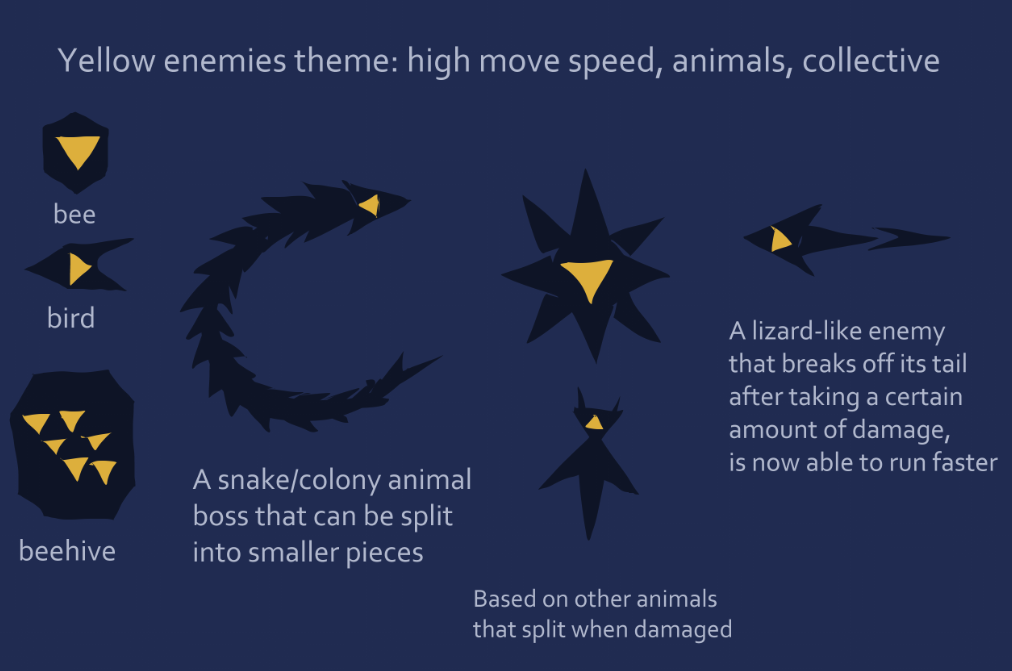 Yellow enemies theme: high move speed, animals, collective
bee
bird
beehive
A snake/colony animal
boss that can be split
into smaller pieces
Based on other animals
that split when damaged
A lizard-like enemy
that breaks off its tail
after taking a certain
amount of damage,
is now able to run faster